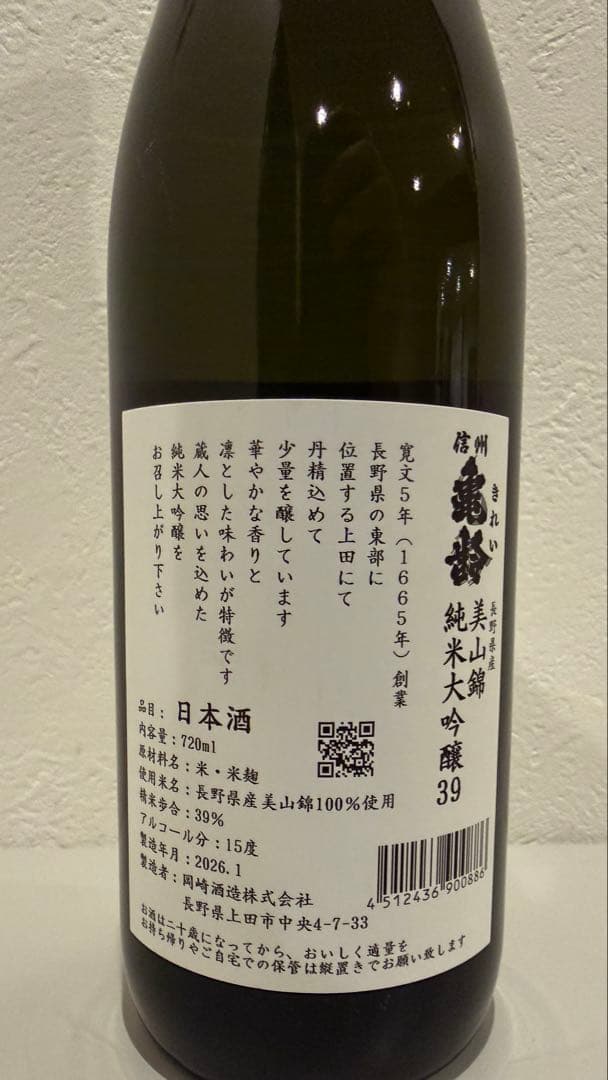 信州
亀齢
きれい
長野県産
美山錦
純米大吟醸39
寛文5年（1665年）創業
長野県の東部に
位置する上田にて
丹精込めて
少量を醸しています
華やかな香りと
凛とした味わいが特徴です
蔵人の思いを込めた
純米大吟醸を
お召し上がり下さい
品目：日本酒
内容量：720ml
原材料名：米・米麹
使用米名：長野県産美山錦100%使用
精米歩合：39%
アルコール分：15度
製造年月：2026.1
製造者：岡崎酒造株式会社
長野県上田市中央4-7-33
4512436900886
お酒は二十歳になってから、おいしく適量を
お持ち帰りやご自宅での保管は縦置きでお願い致します